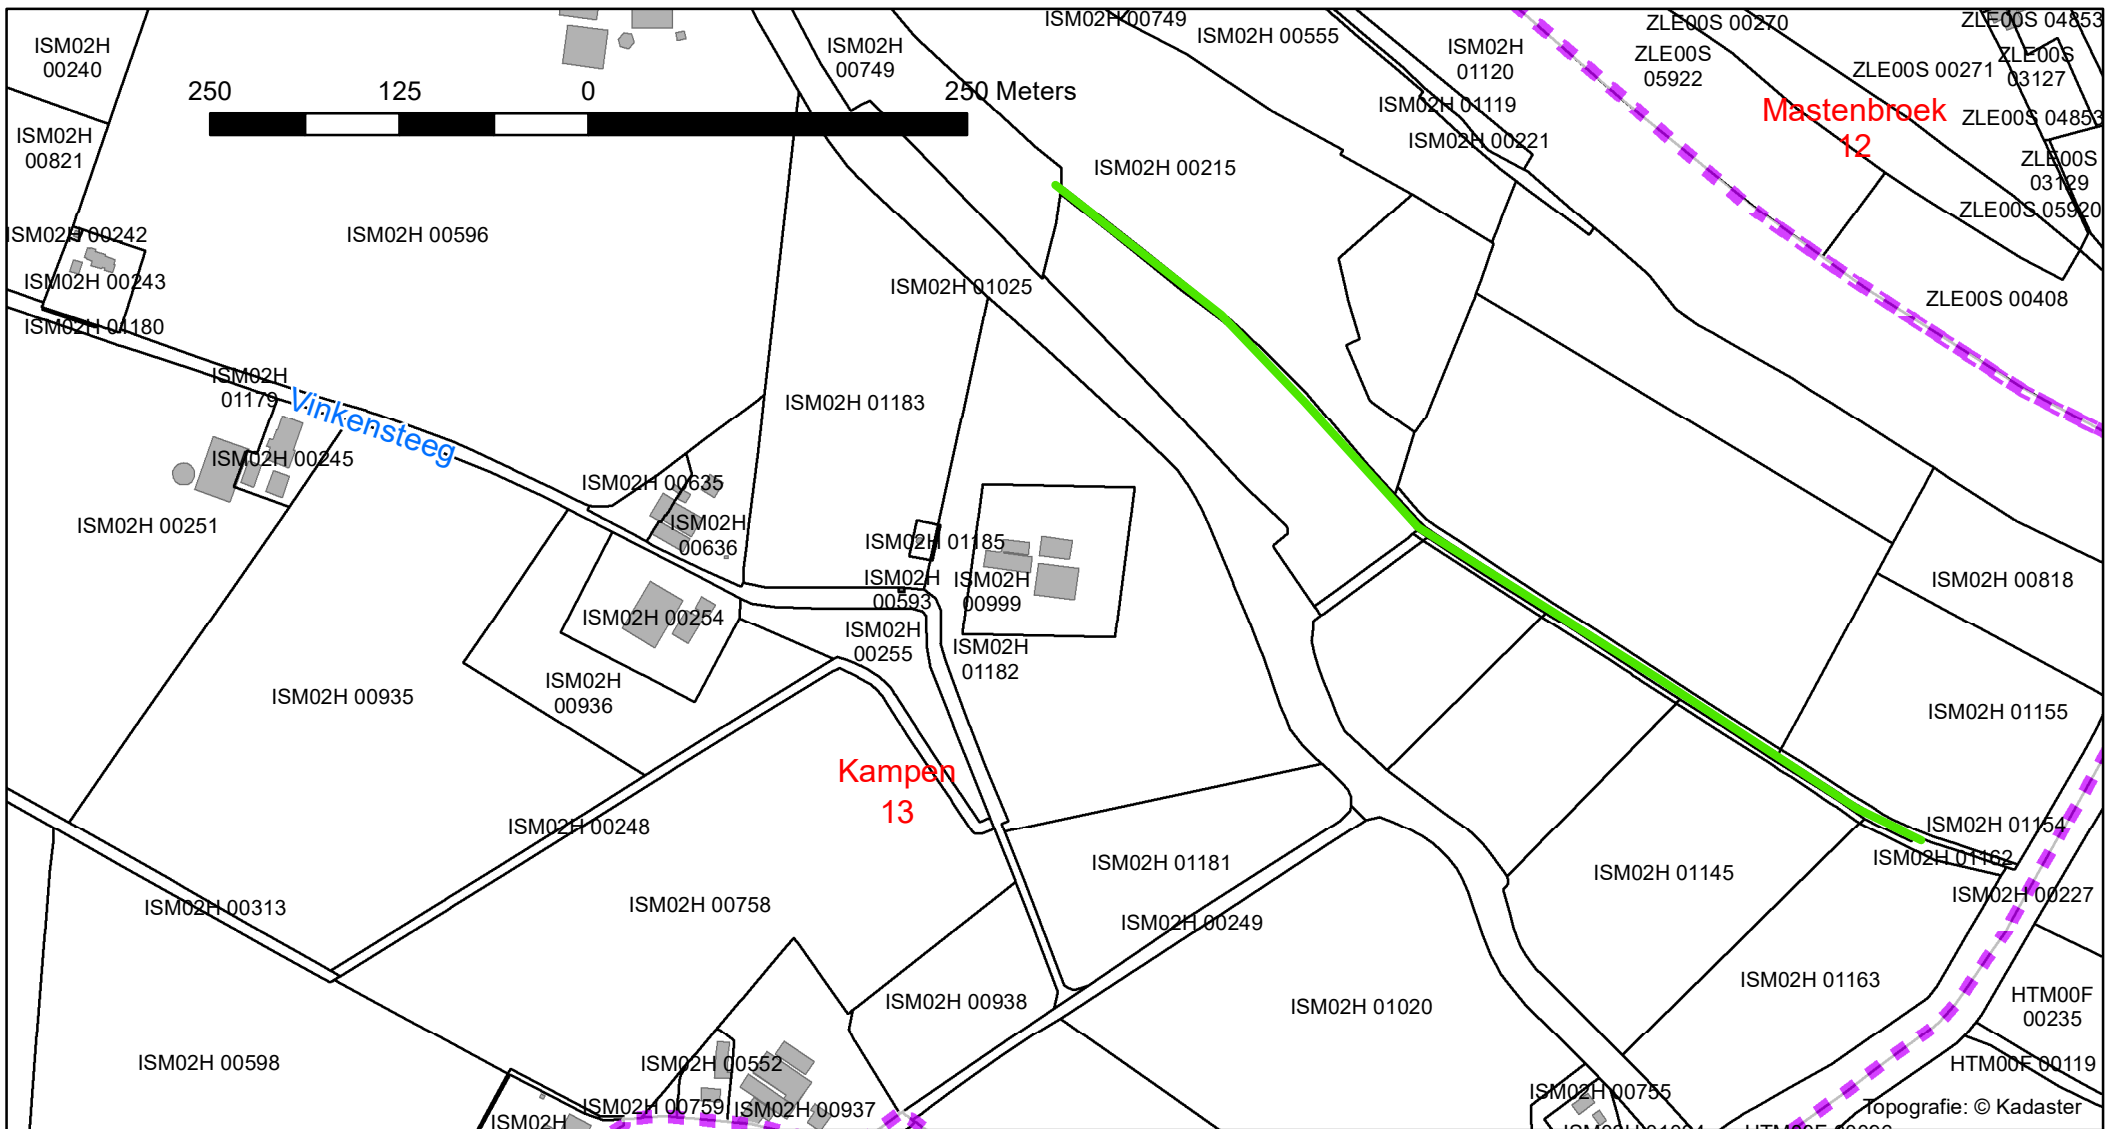 ISM02H 00749
ZLE00S 00270
ZLE00S 04853
ISM02H
00240
ISM02H
00749
ISM02H 00555
ISM02H
01120
ZLE00S
05922
ZLE00S 00271
ZLE00S
03127
250
125
0
250 Meters
ISM02H 01119
Mastenbroek
12
ZLE00S 04853
ISM02H
00821
ISM02H 00221
ISM02H 00215
ZLE00S
03129
ZLE00S 05920
ISM02H 00242
ISM02H 00596
ISM02H 00243
ISM02H 01025
ZLE00S 00408
ISM02H 01180
ISM02H
01179
Vinkensteeg
ISM02H 01183
ISM02H 00245
ISM02H 00635
ISM02H 00251
ISM02H
00636
ISM02H 01185
ISM02H
00593
ISM02H
00999
ISM02H 00818
ISM02H 00254
ISM02H
00255
ISM02H
01182
ISM02H 00935
ISM02H
00936
ISM02H 01155
Kampen
13
ISM02H 00248
ISM02H 01154
ISM02H 01162
ISM02H 01181
ISM02H 01145
ISM02H 00227
ISM02H 00313
ISM02H 00758
ISM02H 00249
ISM02H 01163
ISM02H 00938
ISM02H 01020
HTM00F
00235
ISM02H 00598
ISM02H 00552
HTM00F 00119
ISM02H 00755
ISM02H 00759
ISM02H 00937
Topografie: © Kadaster
ISM02H